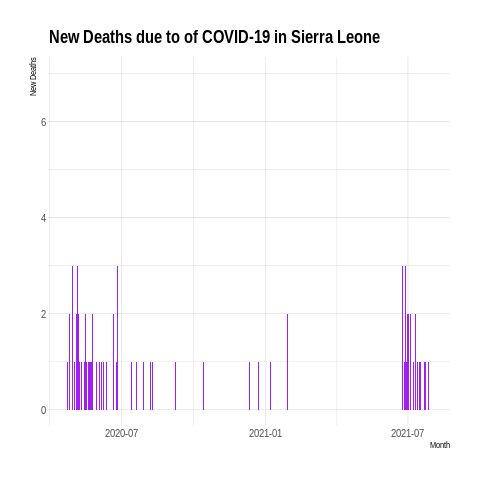 New Deaths due to of COVID-19 in Sierra Leone
New Deaths
6
4
2
0
2020-07 2021-01 2021-07
Month